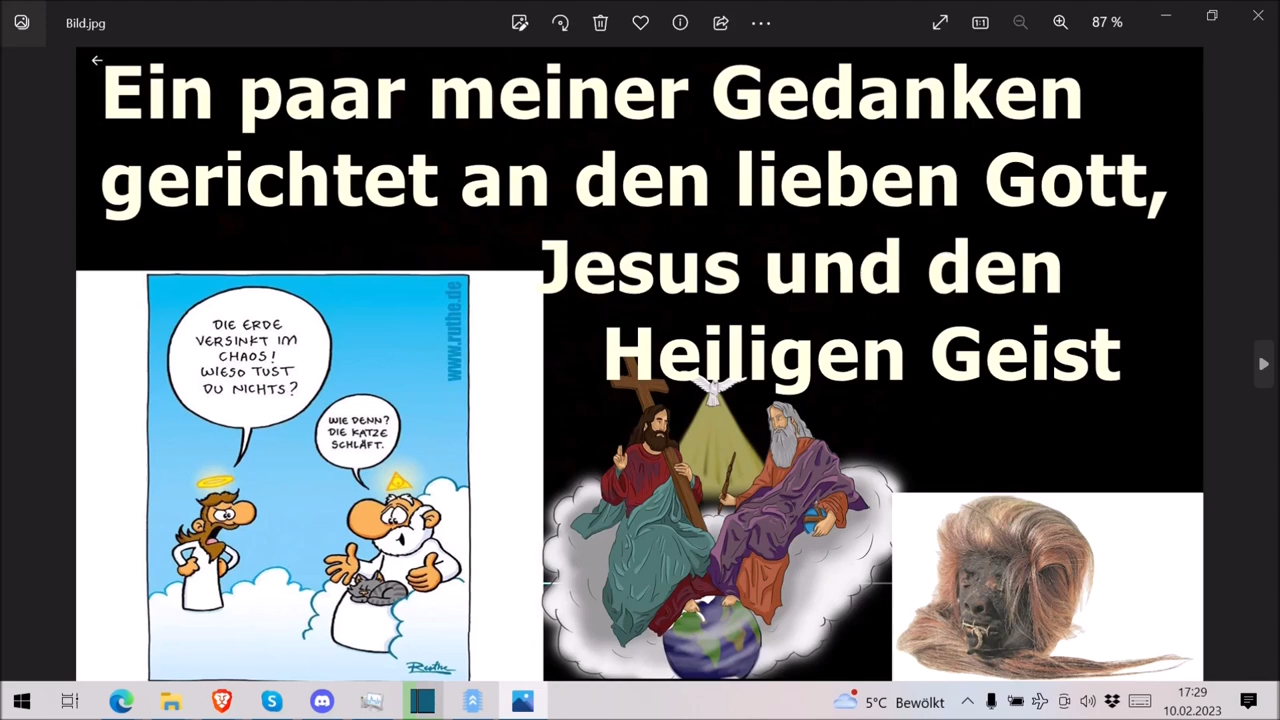 Bild.jpg
87 %
Ein paar meiner Gedanken
gerichtet an den lieben Gott,
Jesus und den
Heiligen Geist
www.ruthe.de
DIE ERDE
VERSINKT IM
CHAOS!
WIESO TUST
DU NICHTS?
WIE DENN?
DIE KATZE
SCHLÄFT.
Ruthe
5°C Bewölkt
17:29
10.02.2023